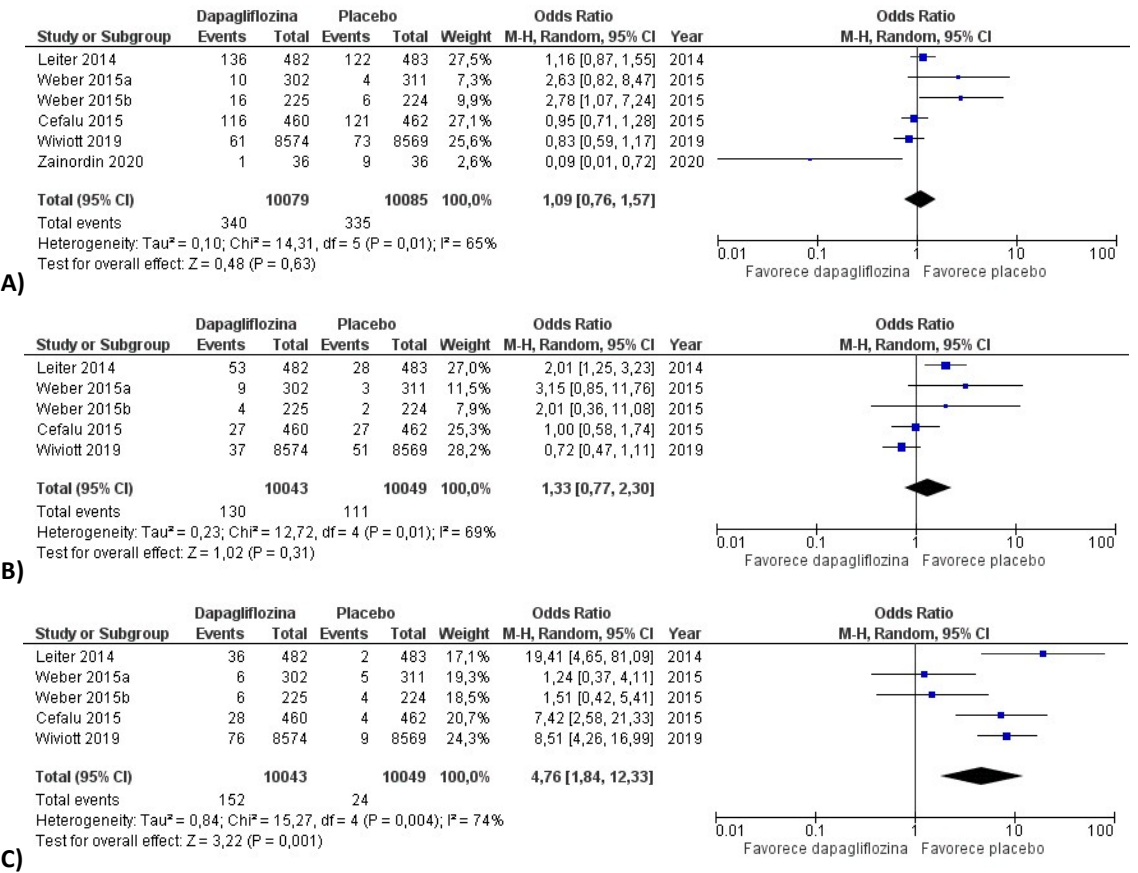 Dapagliflozina Placebo Odds Ratio Odds Ratio
Study or Subgroup Events Total Events Total Weight M-H, Random, 95% CI Year M-H, Random, 95% CI
Leiter 2014 136 482 122 483 27,5% 1,16 [0,87, 1,55] 2014
Weber 2015a 10 302 4 311 7,3% 2,63 [0,82, 8,47] 2015
Weber 2015b 16 225 6 224 9,9% 2,78 [1,07, 7,24] 2015
Cefalu 2015 116 460 121 462 27,1% 0,95 [0,71, 1,28] 2015
Wiviott 2019 61 8574 73 8569 25,6% 0,83 [0,59, 1,17] 2019
Zainordin 2020 1 36 9 36 2,6% 0,09 [0,01, 0,72] 2020
Total (95% CI) 10079 10085 100,0% 1,09 [0,76, 1,57]
Total events 340 335
Heterogeneity: Tau² = 0,10; Chi² = 14,31, df = 5 (P = 0,01); I² = 65%
Test for overall effect: Z = 0,48 (P = 0,63)
0.01 0.1 1 10 100
Favorece dapagliflozina Favorece placebo
A)
Dapagliflozina Placebo Odds Ratio Odds Ratio
Study or Subgroup Events Total Events Total Weight M-H, Random, 95% CI Year M-H, Random, 95% CI
Leiter 2014 53 482 28 483 27,0% 2,01 [1,25, 3,23] 2014
Weber 2015a 9 302 3 311 11,5% 3,15 [0,85, 11,76] 2015
Weber 2015b 4 225 2 224 7,9% 2,01 [0,36, 11,08] 2015
Cefalu 2015 27 460 27 462 25,3% 1,00 [0,58, 1,74] 2015
Wiviott 2019 37 8574 51 8569 28,2% 0,72 [0,47, 1,11] 2019
Total (95% CI) 10043 10049 100,0% 1,33 [0,77, 2,30]
Total events 130 111
Heterogeneity: Tau² = 0,23; Chi² = 12,72, df = 4 (P = 0,01); I² = 69%
Test for overall effect: Z = 1,02 (P = 0,31)
0.01 0.1 1 10 100
Favorece dapagliflozina Favorece placebo
B)
Dapagliflozina Placebo Odds Ratio Odds Ratio
Study or Subgroup Events Total Events Total Weight M-H, Random, 95% CI Year M-H, Random, 95% CI
Leiter 2014 36 482 2 483 17,1% 19,41 [4,65, 81,09] 2014
Weber 2015a 6 302 5 311 19,3% 1,24 [0,37, 4,11] 2015
Weber 2015b 6 225 4 224 18,5% 1,51 [0,42, 5,41] 2015
Cefalu 2015 28 460 4 462 20,7% 7,42 [2,58, 21,33] 2015
Wiviott 2019 76 8574 9 8569 24,3% 8,51 [4,26, 16,99] 2019
Total (95% CI) 10043 10049 100,0% 4,76 [1,84, 12,33]
Total events 152 24
Heterogeneity: Tau² = 0,84; Chi² = 15,27, df = 4 (P = 0,004); I² = 74%
Test for overall effect: Z = 3,22 (P = 0,001)
0.01 0.1 1 10 100
Favorece dapagliflozina Favorece placebo
C)